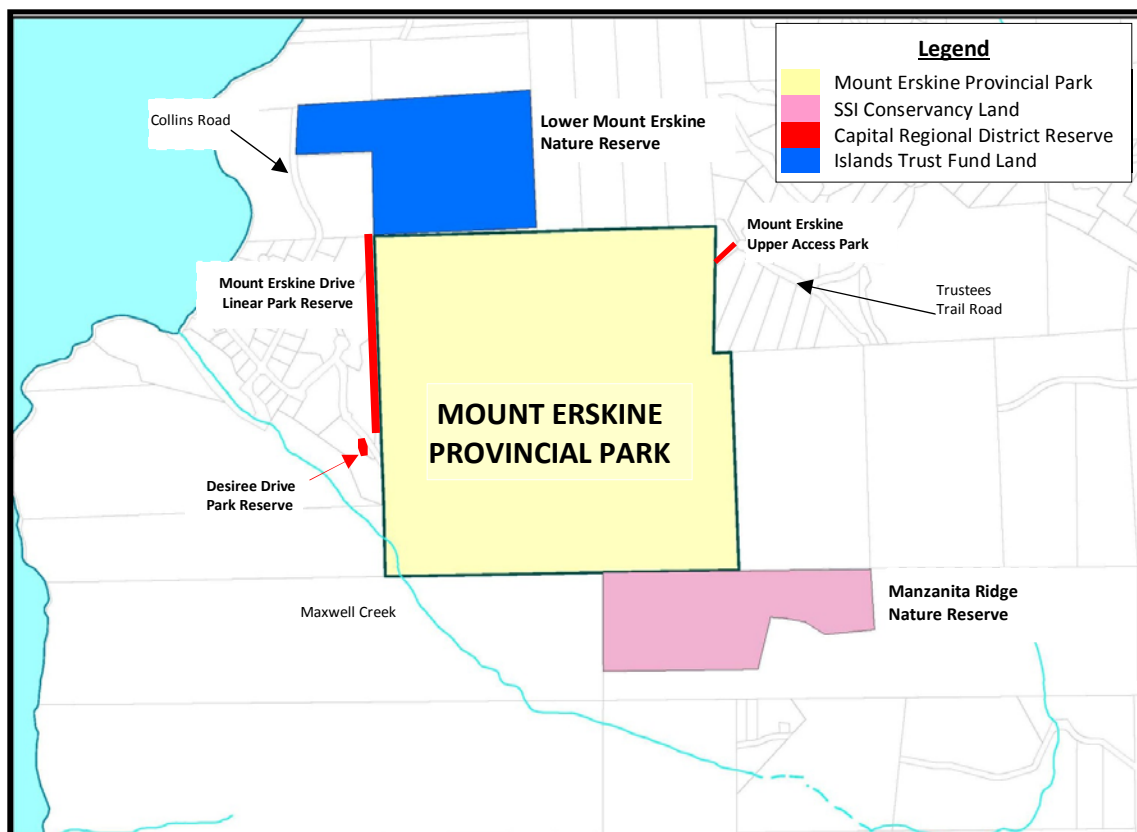 Legend
Mount Erskine Provincial Park
SSI Conservancy Land
Capital Regional District Reserve
Islands Trust Fund Land
Collins Road
Lower Mount Erskine
Nature Reserve
Mount Erskine
Upper Access Park
Mount Erskine Drive
Linear Park Reserve
Trustees
Trail Road
MOUNT ERSKINE
PROVINCIAL PARK
Desiree Drive
Park Reserve
Maxwell Creek
Manzanita Ridge
Nature Reserve